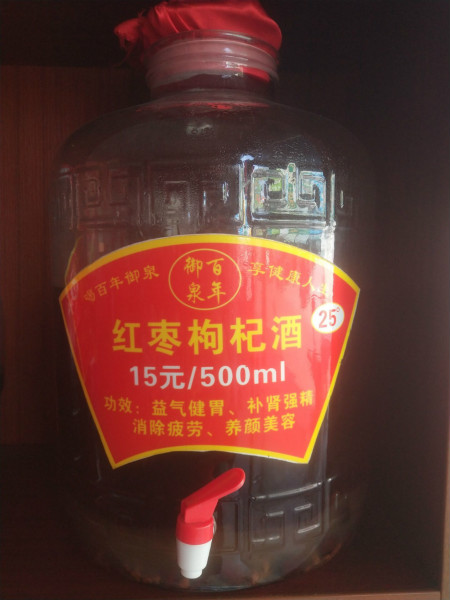 喝百年御泉
御百
泉年
享健康人生
25°
红枣枸杞酒
15元/500ml
功效：益气健胃、补肾强精
消除疲劳、养颜美容